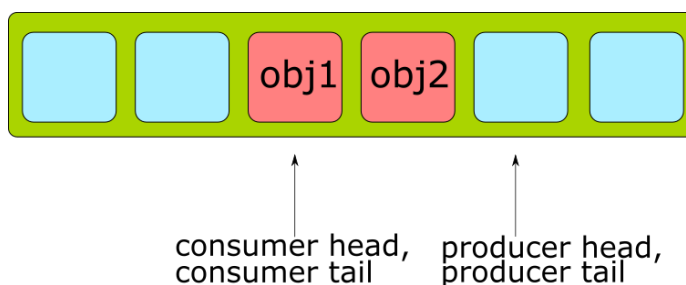 obj1 obj2
consumer head, producer head,
consumer tail producer tail